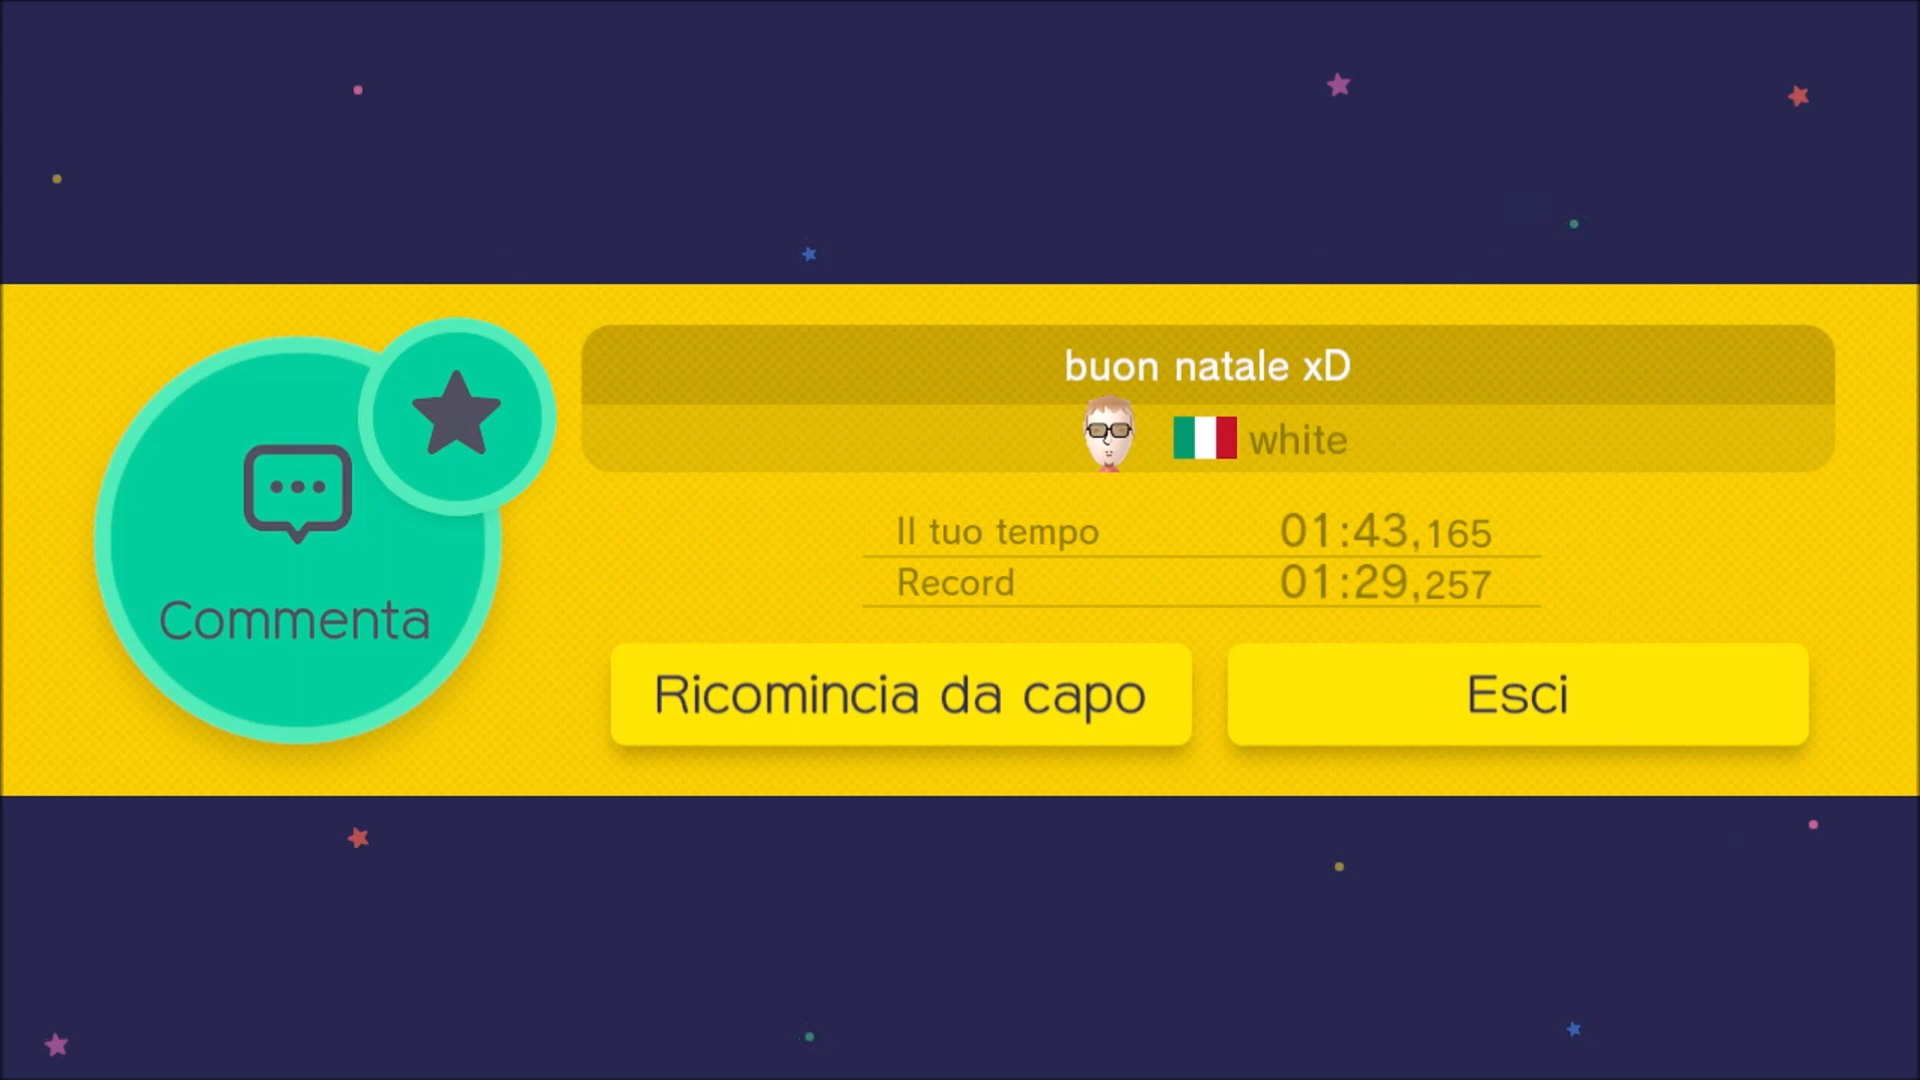 buon natale xD
white
Il tuo tempo 01:43,165
Record 01:29,257
Commenta
Ricomincia da capo
Esci